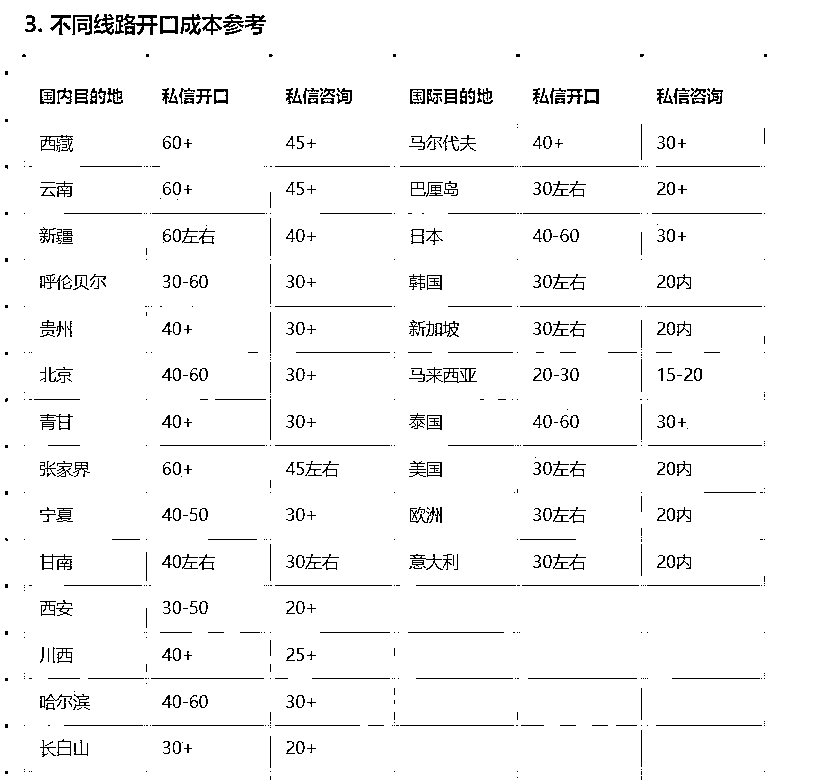 3. 不同线路开口成本参考
国内目的地 私信开口 私信咨询 国际目的地 私信开口 私信咨询
西藏 60+ 45+ 马尔代夫 40+ 30+
云南 60+ 45+ 巴厘岛 30左右 20+
新疆 60左右 40+ 日本 40-60 30+
呼伦贝尔 30-60 30+ 韩国 30左右 20内
贵州 40+ 30+ 新加坡 30左右 20内
北京 40-60 30+ 马来西亚 20-30 15-20
青甘 40+ 30+ 泰国 40-60 30+
张家界 60+ 45左右 美国 30左右 20内
宁夏 40-50 30+ 欧洲 30左右 20内
甘南 40左右 30左右 意大利 30左右 20内
西安 30-50 20+
川西 40+ 25+
哈尔滨 40-60 30+
长白山 30+ 20+